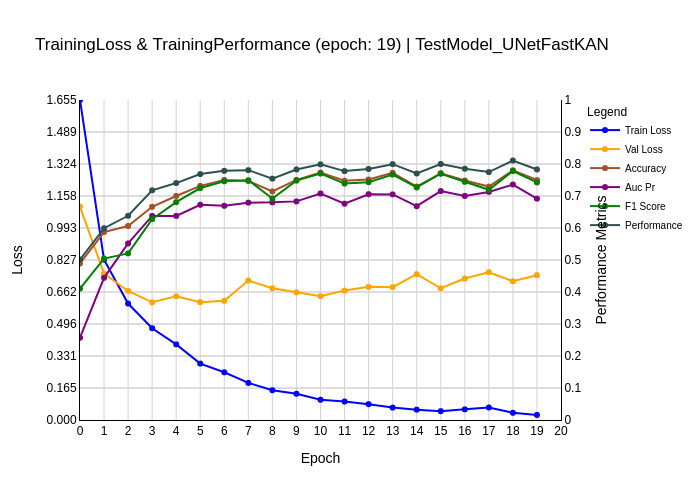 TrainingLoss & TrainingPerformance (epoch: 19) | TestModel_UNetFastKAN
Legend
Train Loss
Val Loss
Accuracy
Auc Pr
F1 Score
Performance
Loss
1.655
1.489
1.324
1.158
0.993
0.827
0.662
0.496
0.331
0.165
0.000
1
0.9
0.8
0.7
0.6
0.5
0.4
0.3
0.2
0.1
0
Performance Metrics
0 1 2 3 4 5 6 7 8 9 10 11 12 13 14 15 16 17 18 19 20
Epoch